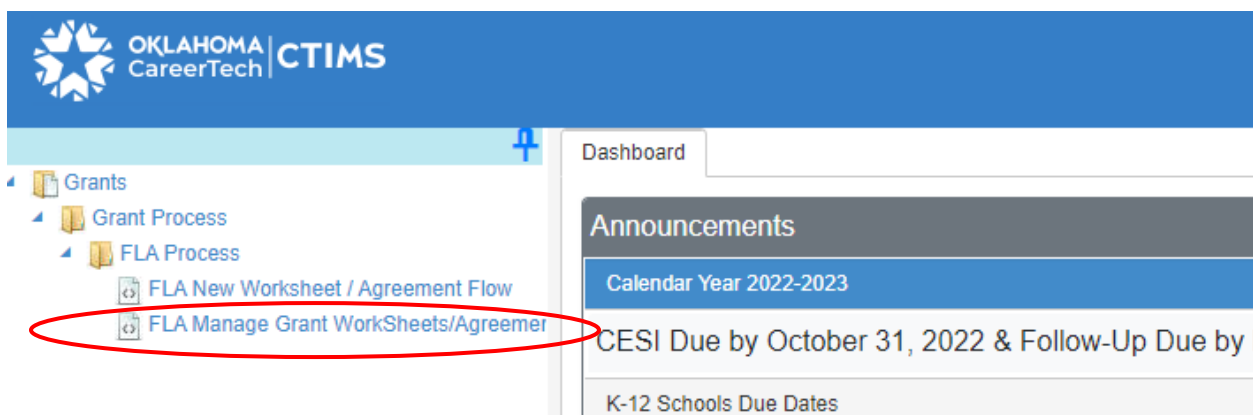 OKLAHOMA
CareerTech
CTIMS
Grants
Grant Process
FLA Process
FLA New Worksheet / Agreement Flow
FLA Manage Grant WorkSheets/Agreemen
Dashboard
Announcements
Calendar Year 2022-2023
CESI Due by October 31, 2022 & Follow-Up Due by
K-12 Schools Due Dates